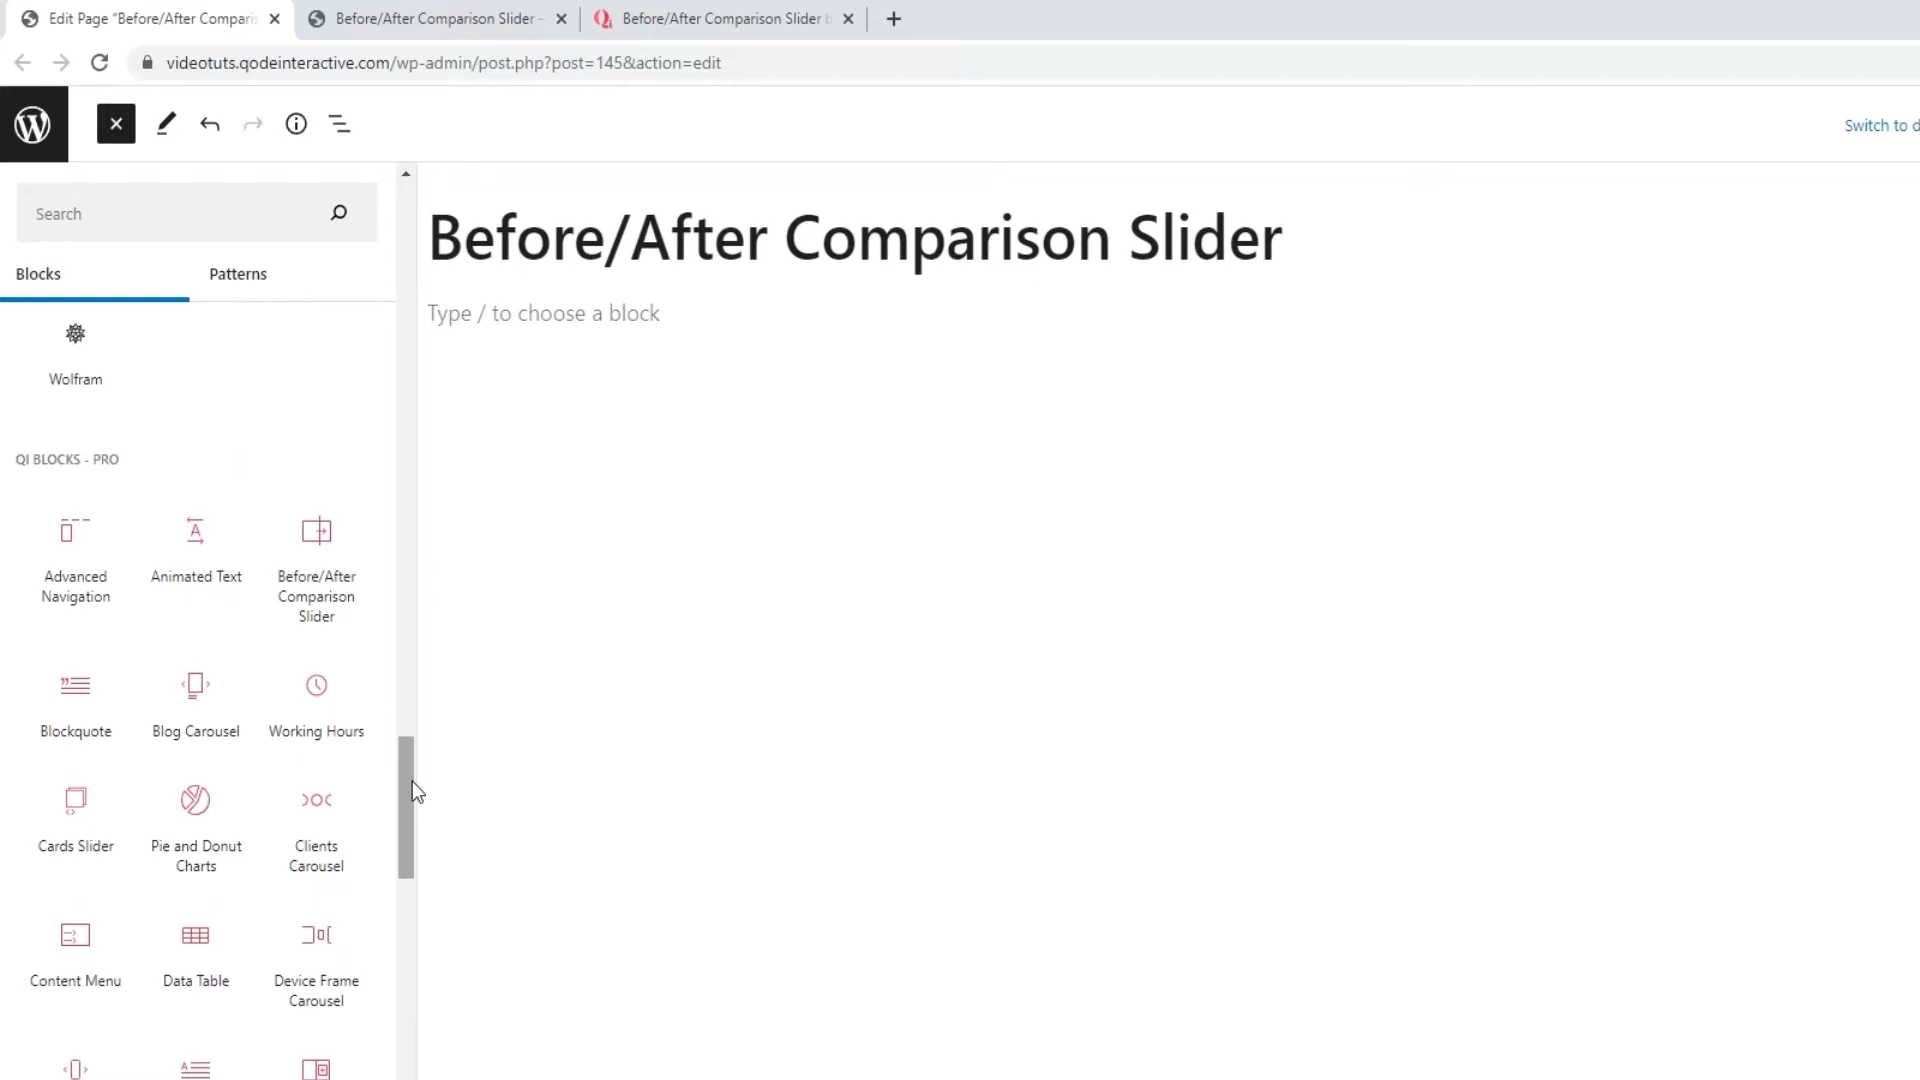 Edit Page “Before/After Comparis
Before/After Comparison Slider –
Before/After Comparison Slider b
videotuts.qodeinteractive.com/wp-admin/post.php?post=145&action=edit
Switch to d
Search
Blocks
Patterns
Before/After Comparison Slider
Type / to choose a block
Wolfram
QI BLOCKS - PRO
Advanced
Navigation
Animated Text
Before/After
Comparison
Slider
Blockquote
Blog Carousel
Working Hours
Cards Slider
Pie and Donut
Charts
Clients
Carousel
Content Menu
Data Table
Device Frame
Carousel